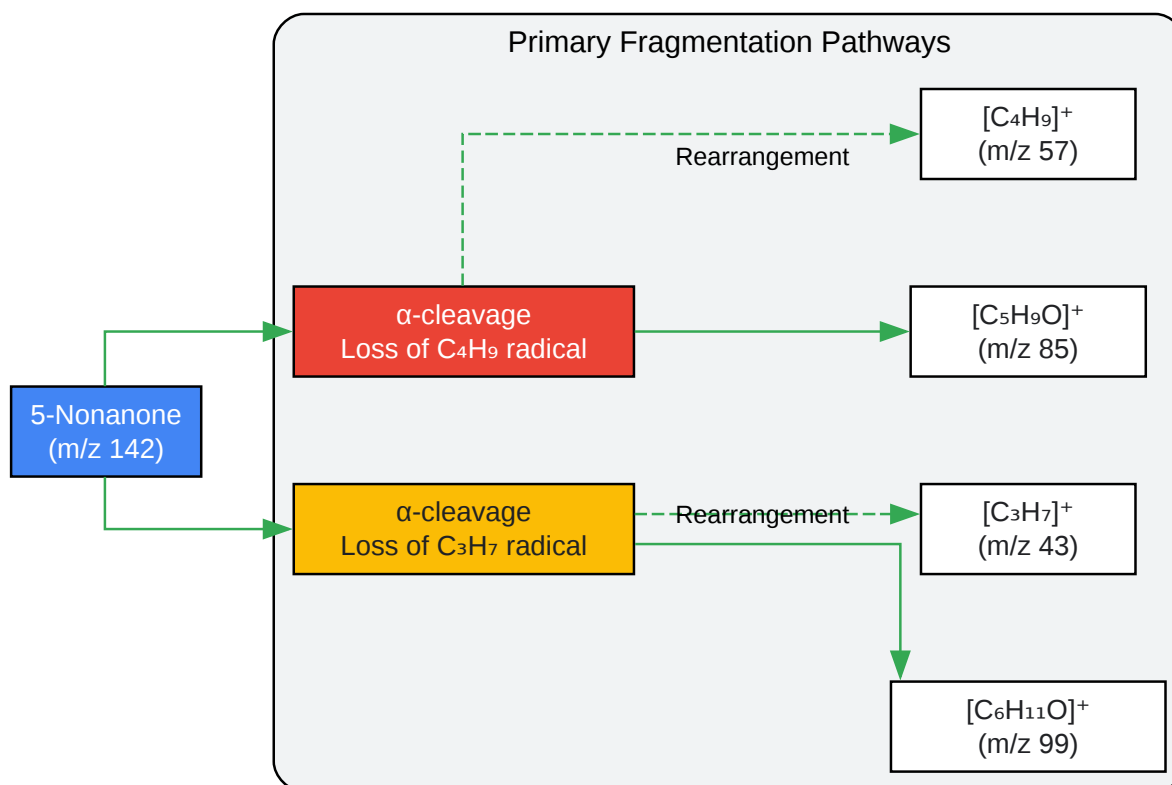 Primary Fragmentation Pathways
[C₄H₉]⁺
(m/z 57)
Rearrangement
α-cleavage
Loss of C₄H₉ radical
[C₅H₉O]⁺
(m/z 85)
5-Nonanone
(m/z 142)
α-cleavage
Loss of C₃H₇ radical
Rearrangement
[C₃H₇]⁺
(m/z 43)
[C₆H₁₁O]⁺
(m/z 99)